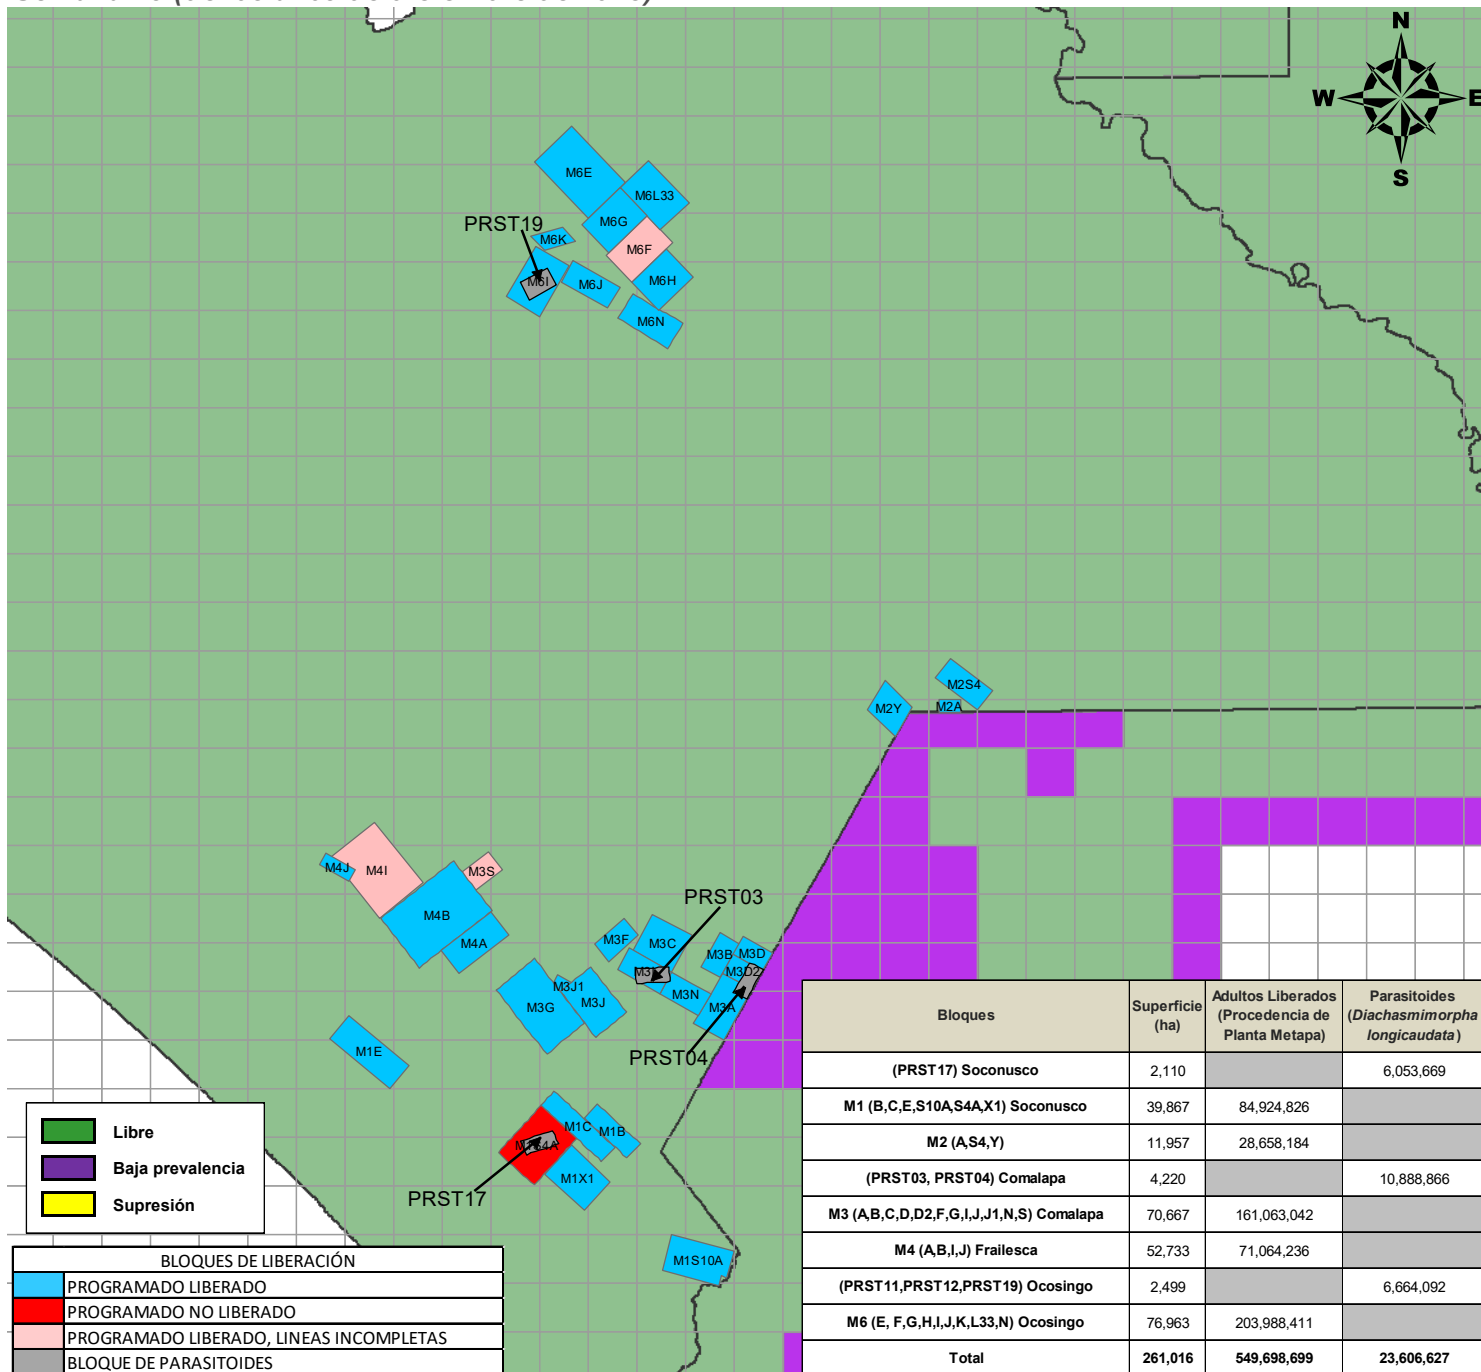 N
W
E
S
M6E
M6L33
M6G
PRST19
M6K
M6F
M6I
M6J
M6H
M6N
M2S4
M2Y
M2A
M4J
M4I
M3S
M4B
M4A
PRST03
M3F
M3C
M3B
M3D
M3D2
M3J1
M3J
M3G
M3N
M3A
M1E
PRST04
M1C
M1B
M1X1
PRST17
M1S10A
Libre
Baja prevalencia
Supresión
BLOQUES DE LIBERACIÓN
PROGRAMADO LIBERADO
PROGRAMADO NO LIBERADO
PROGRAMADO LIBERADO, LINEAS INCOMPLETAS
BLOQUE DE PARASITOIDES
Bloques Superficie (ha) Adultos Liberados (Procedencia de Planta Metapa) Parasitoides (Diachasmimorpha longicaudata)
(PRST17) Soconusco 2,110 6,053,669
M1 (B,C,E,S10A,S4A,X1) Soconusco 39,867 84,924,826
M2 (A,S4,Y) 11,957 28,658,184
(PRST03, PRST04) Comalapa 4,220 10,888,866
M3 (A,B,C,D,D2,F,G,I,J,J1,N,S) Comalapa 70,667 161,063,042
M4 (A,B,I,J) Frailesca 52,733 71,064,236
(PRST11,PRST12,PRST19) Ocosingo 2,499 6,664,092
M6 (E, F,G,H,I,J,K,L33,N) Ocosingo 76,963 203,988,411
Total 261,016 549,698,699 23,606,627